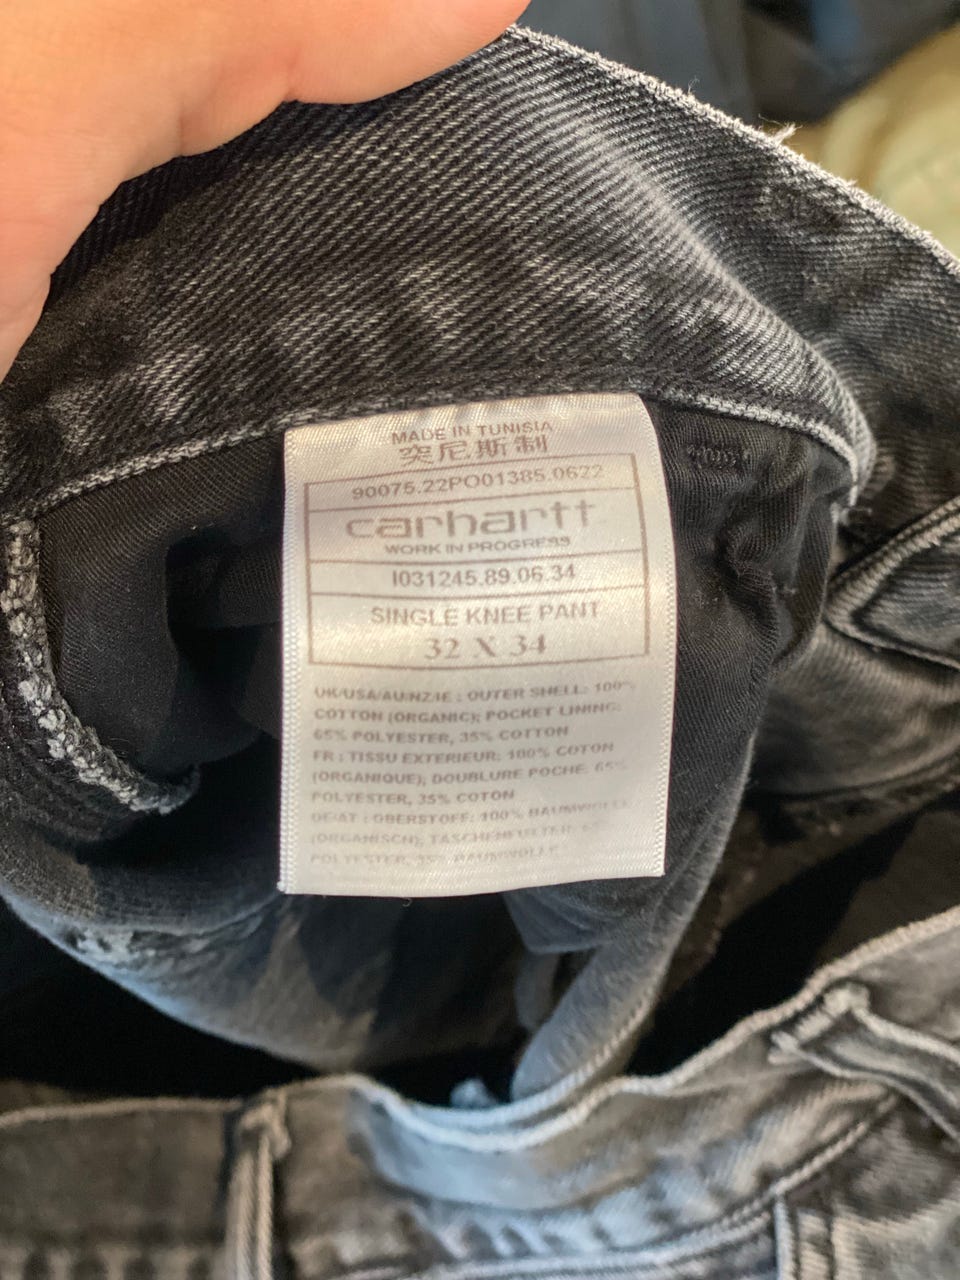 MADE IN TUNISIA
突尼斯制
90075.22PO01385.0622
carhartt
WORK IN PROGRESS
I031245.89.06.34
SINGLE KNEE PANT
32 X 34
UK/USA/AU/NZ/IE : OUTER SHELL: 100%
COTTON (ORGANIC); POCKET LINING:
65% POLYESTER, 35% COTTON
FR : TISSU EXTERIEUR: 100% COTON
(ORGANIQUE); DOUBLURE POCHE: 65%
POLYESTER, 35% COTON
DE/AT : OBERSTOFF: 100% BAUMWOLLE
(ORGANISCH); TASCHENFUTTER:
POLYESTER, 35% BAUMWOLLE